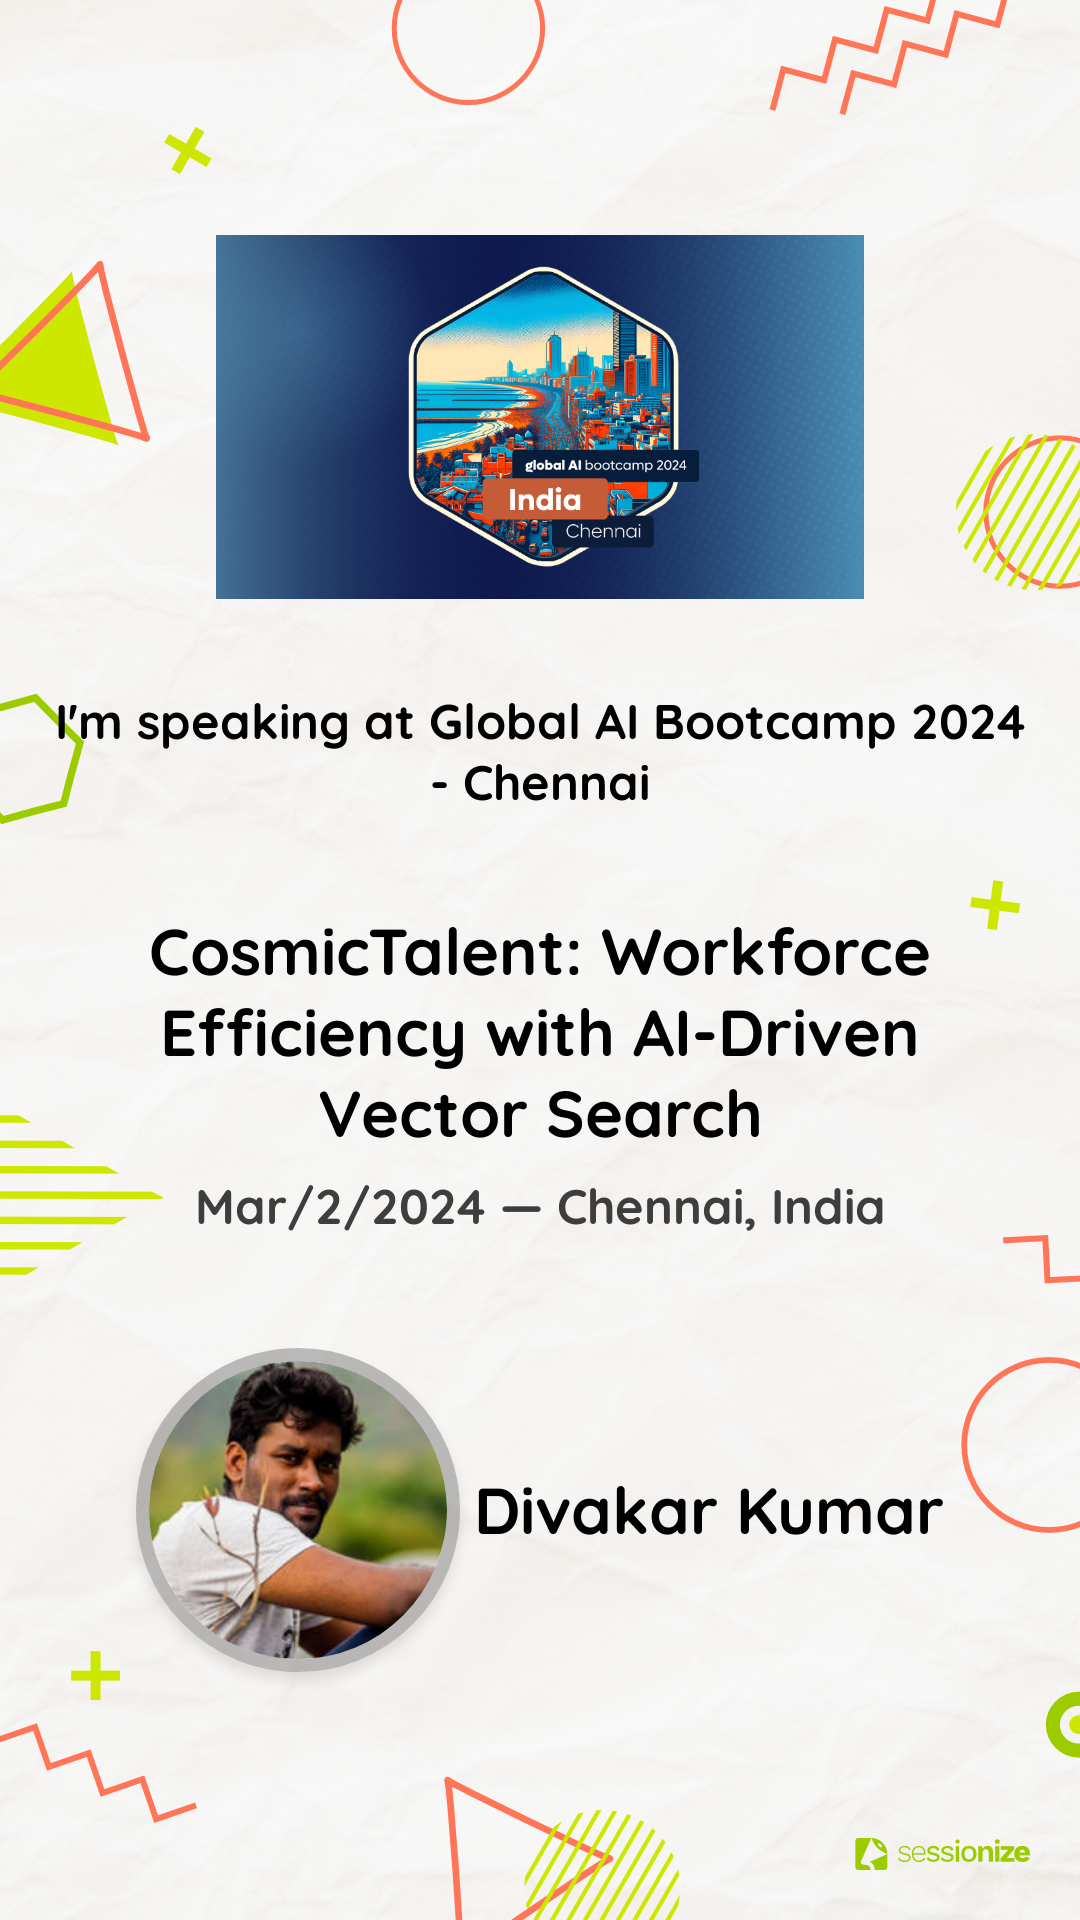 global AI bootcamp 2024
India
Chennai
I'm speaking at Global AI Bootcamp 2024
- Chennai
CosmicTalent: Workforce
Efficiency with AI-Driven
Vector Search
Mar/2/2024 — Chennai, India
Divakar Kumar
sessionize